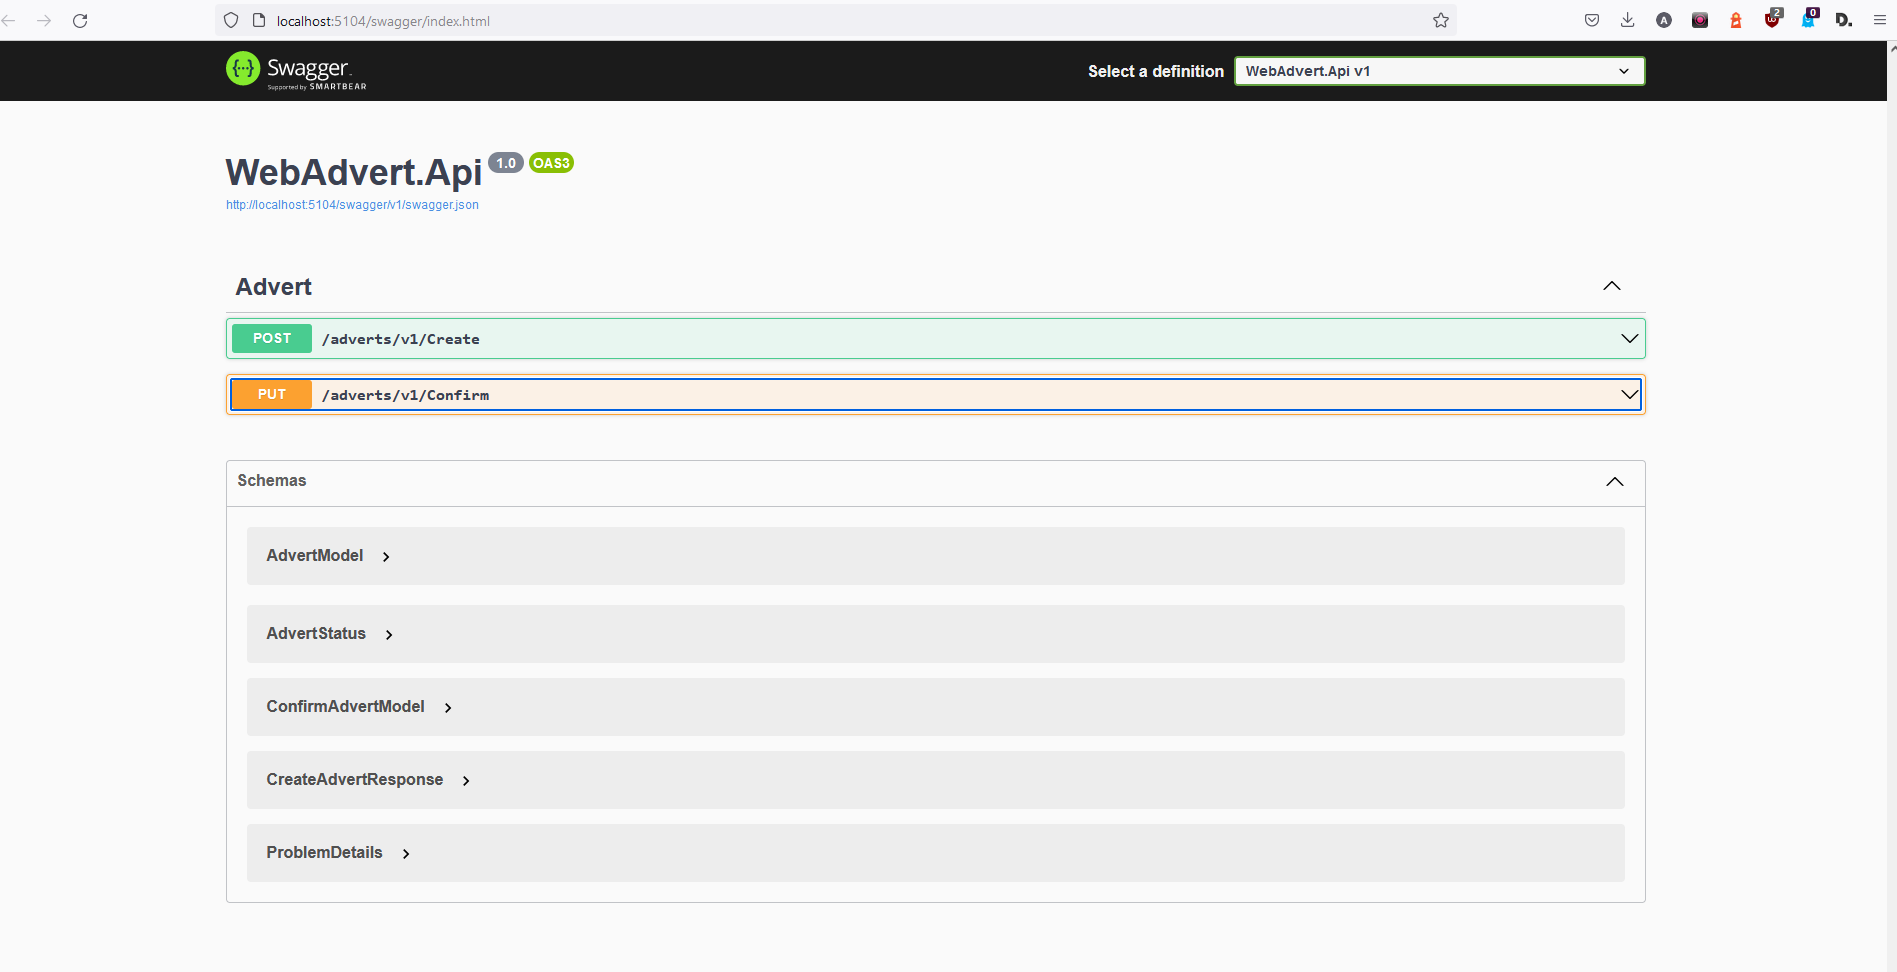 localhost:5104/swagger/index.html
A
2
0
D.
{··} Swagger.
Supported by SMARTBEAR
Select a definition
WebAdvert.Api v1
WebAdvert.Api 1.0 OAS3
http://localhost:5104/swagger/v1/swagger.json
Advert
POST /adverts/v1/Create
PUT /adverts/v1/Confirm
Schemas
AdvertModel
AdvertStatus
ConfirmAdvertModel
CreateAdvertResponse
ProblemDetails